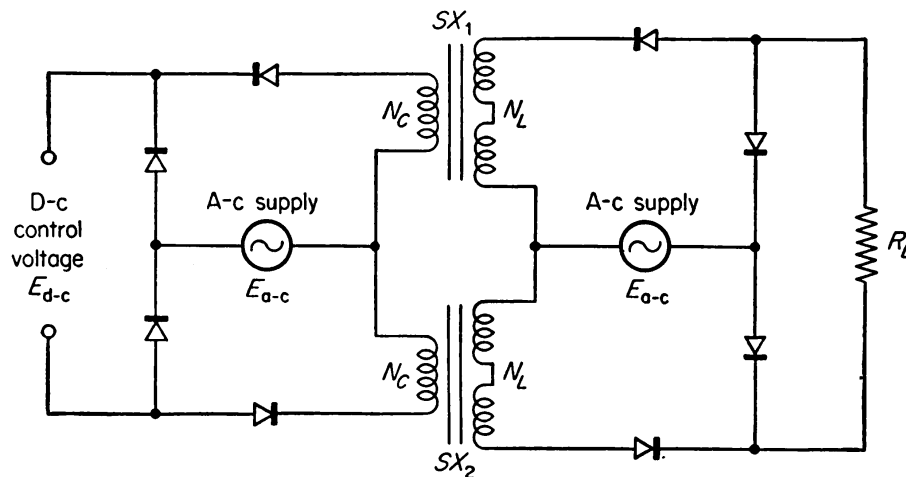 SX1
NC
NL
D-c
control
voltage
Ed-c
A-c supply
Ea-c
A-c supply
Ea-c
RL
NC
NL
SX2